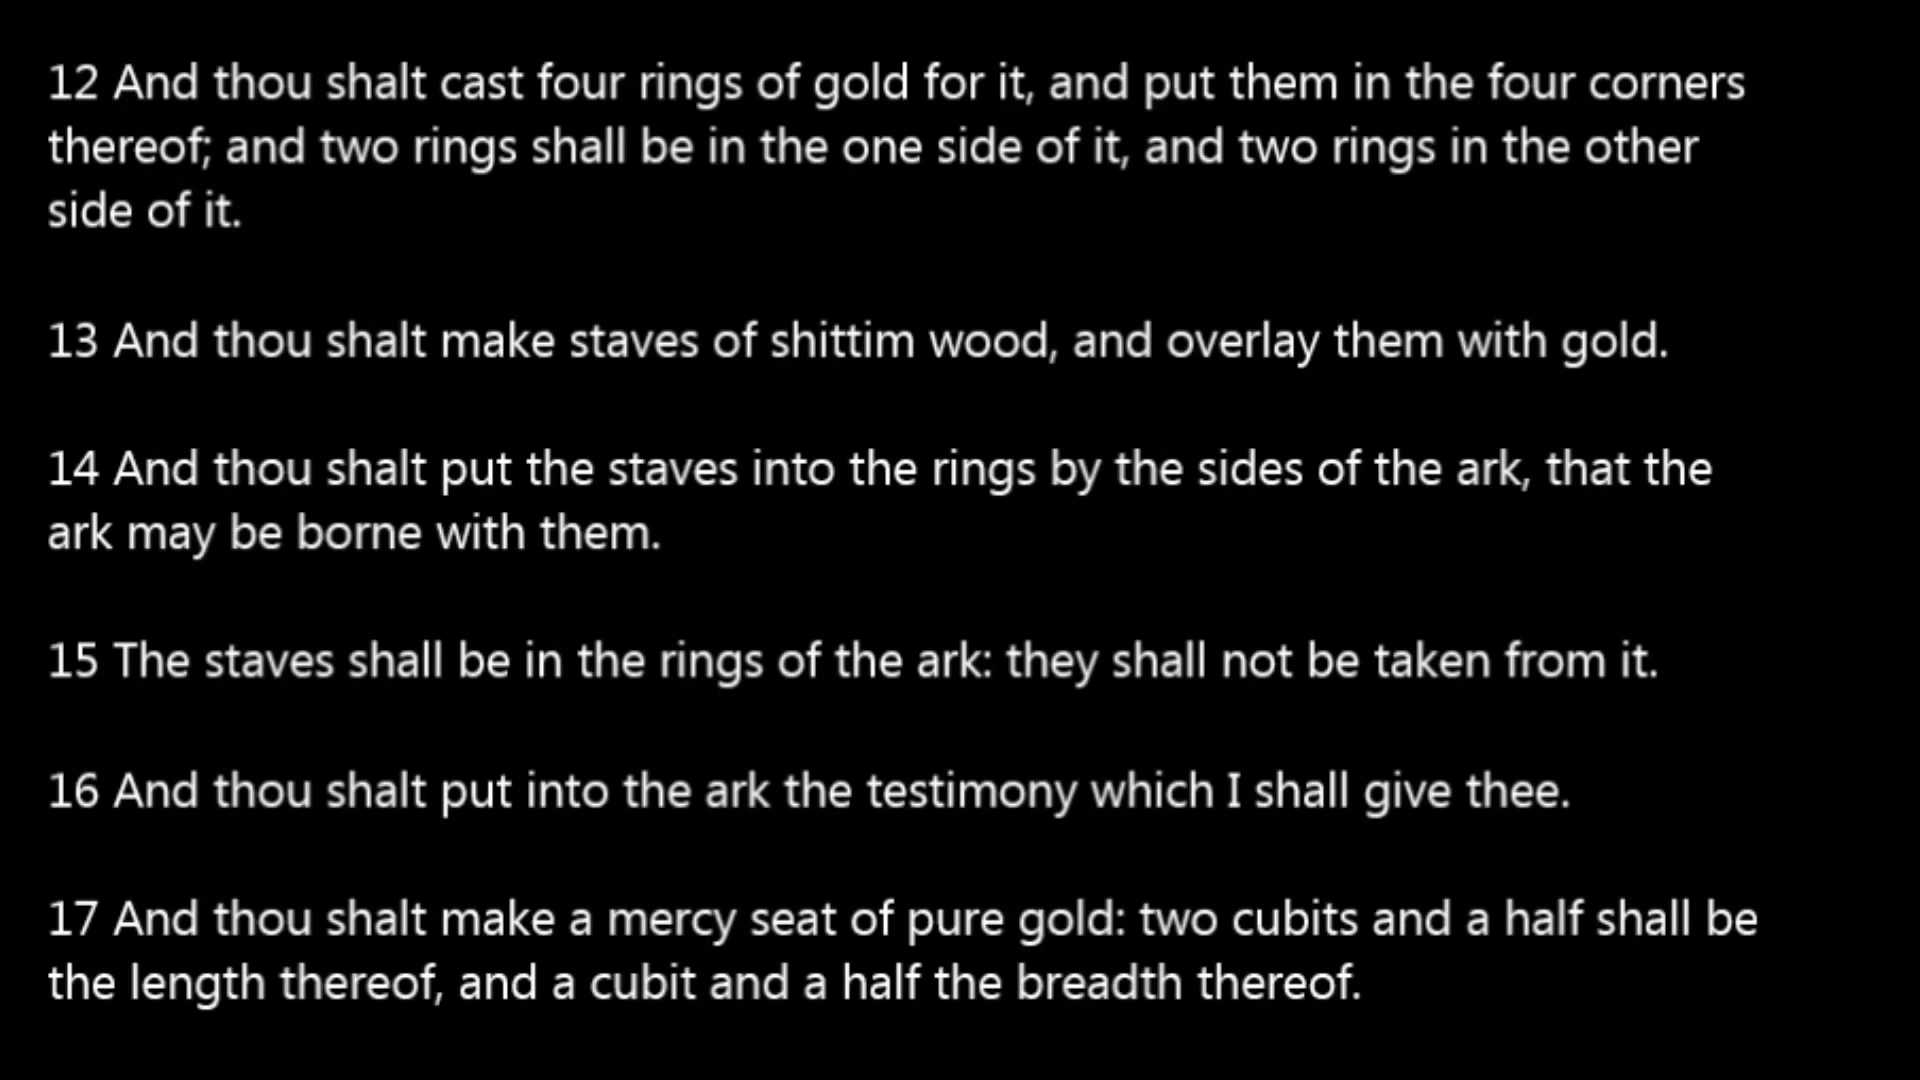 12 And thou shalt cast four rings of gold for it, and put them in the four corners
thereof; and two rings shall be in the one side of it, and two rings in the other
side of it.
13 And thou shalt make staves of shittim wood, and overlay them with gold.
14 And thou shalt put the staves into the rings by the sides of the ark, that the
ark may be borne with them.
15 The staves shall be in the rings of the ark: they shall not be taken from it.
16 And thou shalt put into the ark the testimony which I shall give thee.
17 And thou shalt make a mercy seat of pure gold: two cubits and a half shall be
the length thereof, and a cubit and a half the breadth thereof.